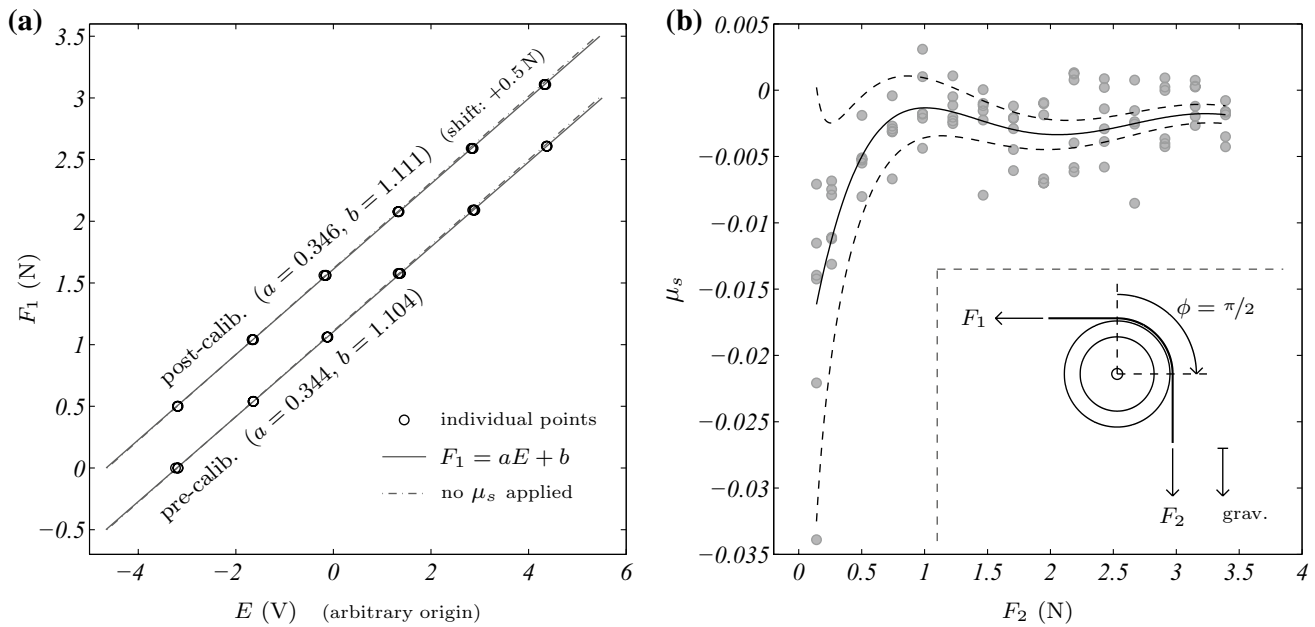 (a)
3.5
3
2.5
2
1.5
1
0.5
0
−0.5
F₁ (N)
post-calib. (a = 0.346, b = 1.111) (shift: +0.5 N)
pre-calib. (a = 0.344, b = 1.104)
individual points
F₁ = aE + b
no μₛ applied
−4 −2 0 2 4 6
E (V) (arbitrary origin)
(b)
0.005
0
−0.005
−0.01
−0.015
−0.02
−0.025
−0.03
−0.035
μₛ
ϕ = π/2
F₁
F₂
grav.
0 0.5 1 1.5 2 2.5 3 3.5 4
F₂ (N)